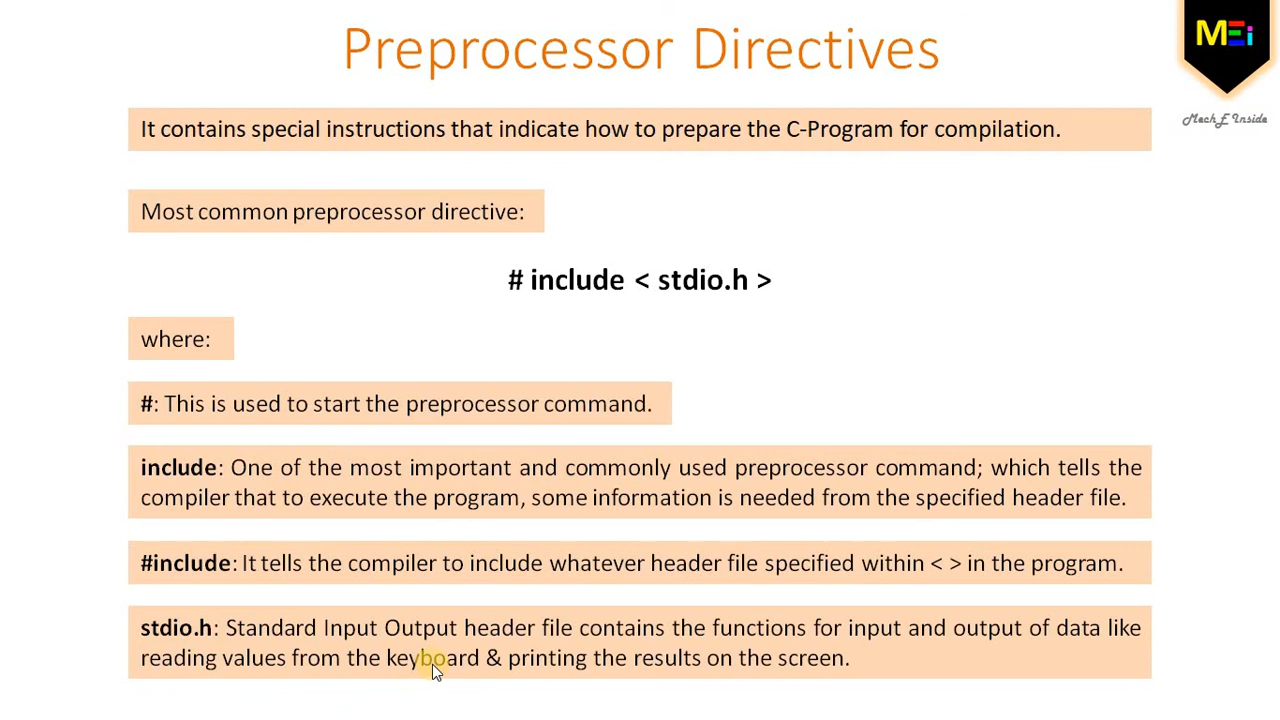 Preprocessor Directives
MEi
Mech E Inside
It contains special instructions that indicate how to prepare the C-Program for compilation.
Most common preprocessor directive:
# include < stdio.h >
where:
#: This is used to start the preprocessor command.
include: One of the most important and commonly used preprocessor command; which tells the
compiler that to execute the program, some information is needed from the specified header file.
#include: It tells the compiler to include whatever header file specified within < > in the program.
stdio.h: Standard Input Output header file contains the functions for input and output of data like
reading values from the keyboard & printing the results on the screen.